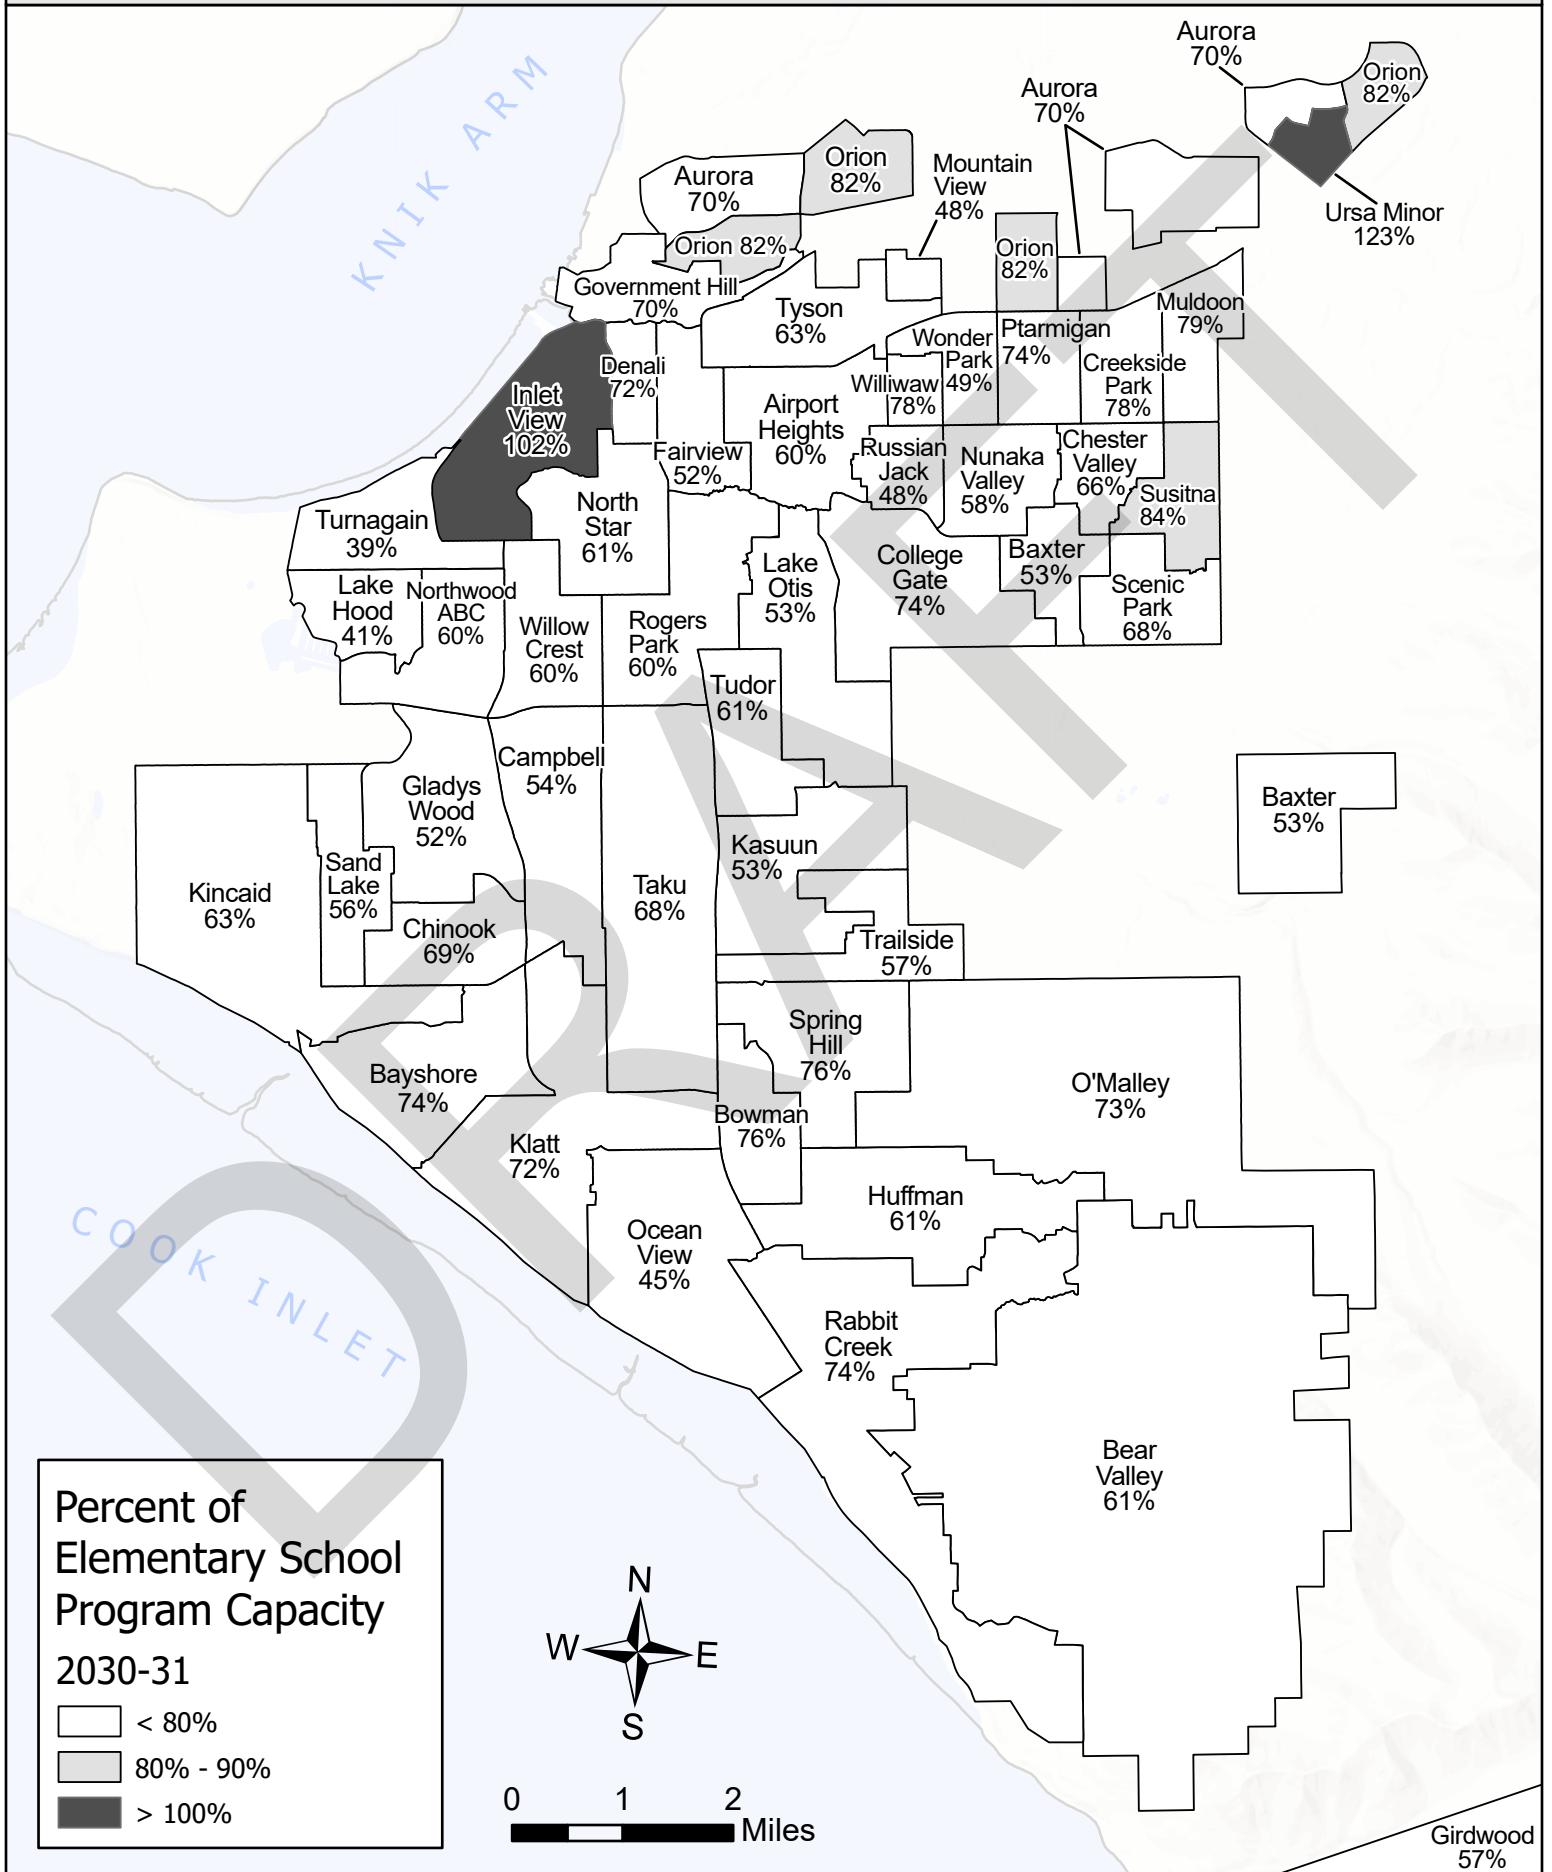 Aurora
70%
Orion
82%
Aurora
70%
Ursa Minor
123%
KNIK ARM
Aurora
70%
Orion
82%
Mountain
View
48%
Orion 82%
Orion
82%
Government Hill
70%
Tyson
63%
Muldoon
79%
Wonder
Park
49%
Ptarmigan
74%
Creekside
Park
78%
Denali
72%
Inlet
View
102%
Williwaw
78%
Airport
Heights
60%
Fairview
52%
Russian
Jack
48%
Nunaka
Valley
58%
Chester
Valley
66%
Susitna
84%
North
Star
61%
Turnagain
39%
Lake
Otis
53%
College
Gate
74%
Baxter
53%
Scenic
Park
68%
Lake
Hood
41%
Northwood
ABC
60%
Willow
Crest
60%
Rogers
Park
60%
Tudor
61%
Campbell
54%
Gladys
Wood
52%
Baxter
53%
Kasuun
53%
Sand
Lake
56%
Kincaid
63%
Taku
68%
Chinook
69%
Trailside
57%
Spring
Hill
76%
Bayshore
74%
O'Malley
73%
Bowman
76%
Klatt
72%
Huffman
61%
Ocean
View
45%
COOK INLET
Rabbit
Creek
74%
Bear
Valley
61%
DRAFT
Percent of
Elementary School
Program Capacity
2030-31
< 80%
80% - 90%
> 100%
N
W E
S
0 1 2
Miles
Girdwood
57%